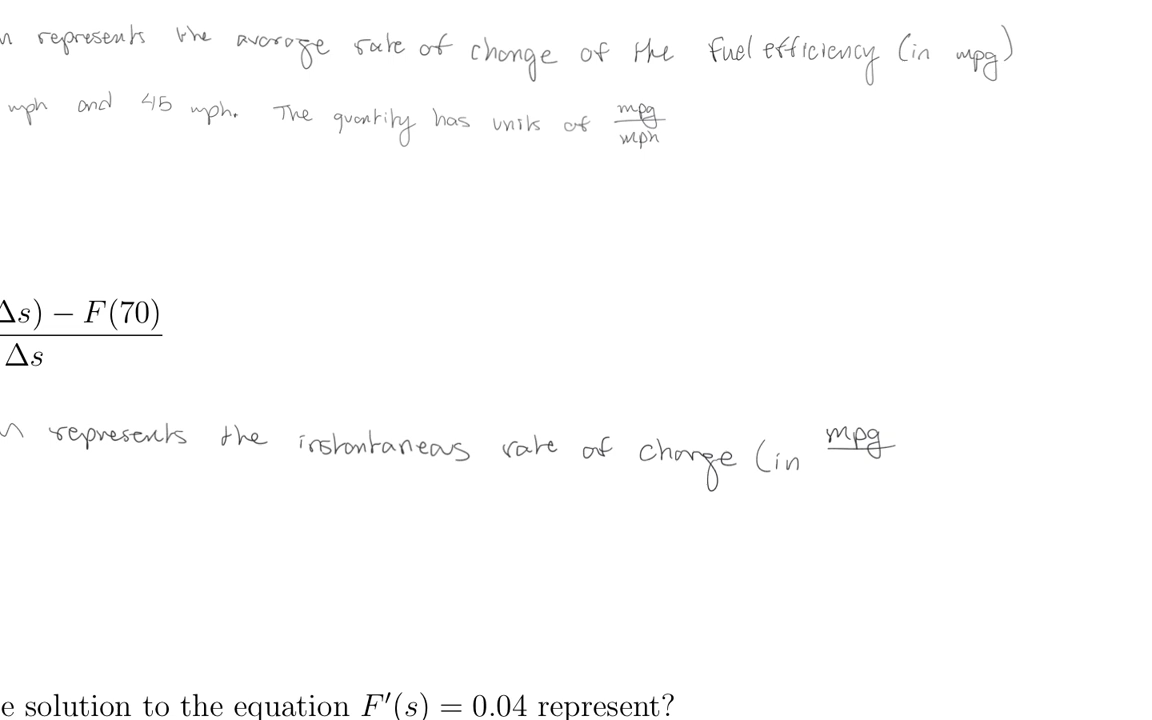 n represents the average rate of change of the fuel efficiency (in mpg)
mph and 45 mph. The quantity has units of mpg/mph
Δs) − F(70)
Δs
n represents the instantaneas rate of change (in mpg
e solution to the equation F′(s) = 0.04 represent?